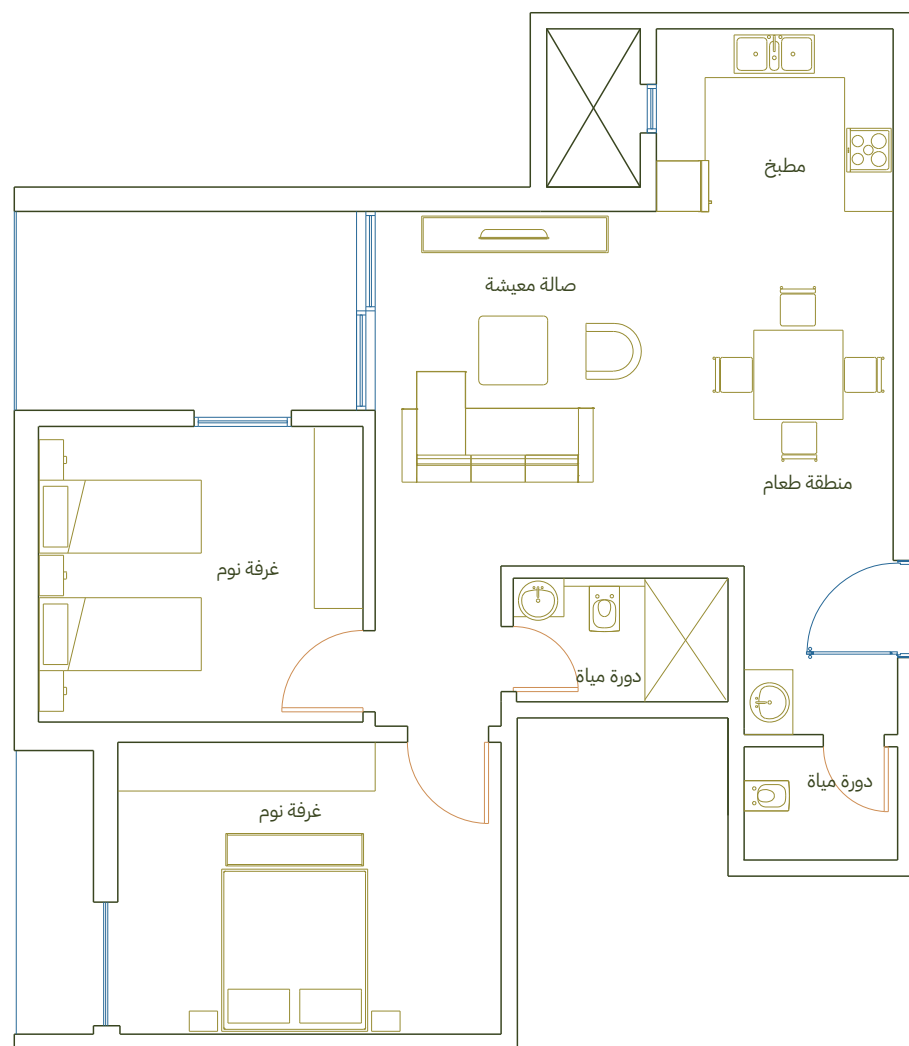 مطبخ
صالة معيشة
منطقة طعام
غرفة نوم
دورة مياة
دورة مياة
غرفة نوم